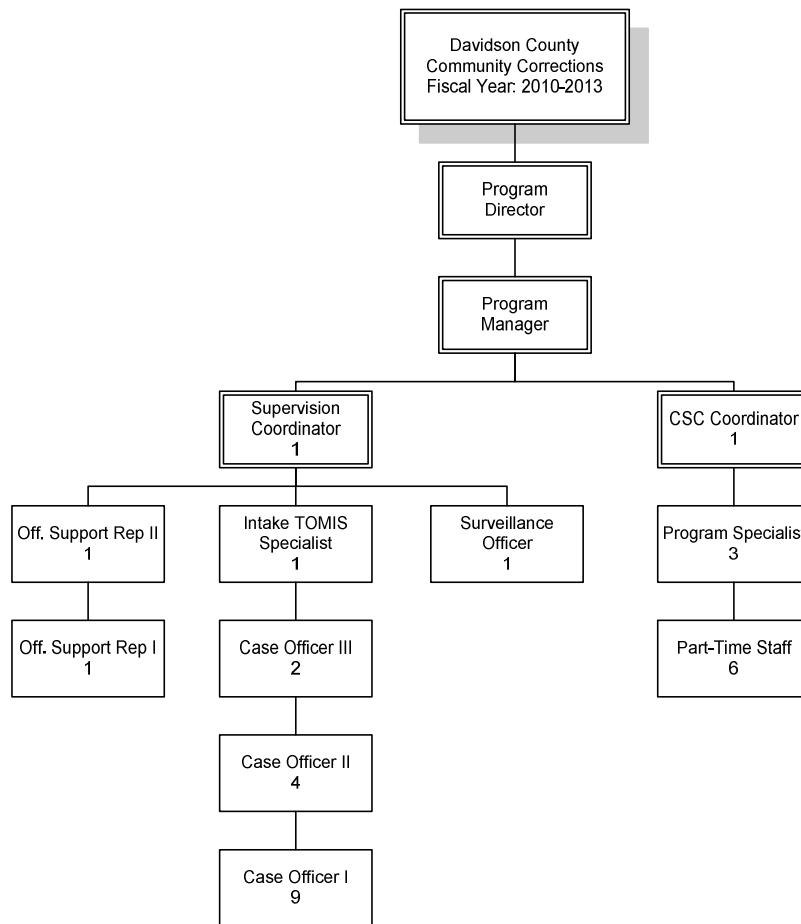 Davidson County
Community Corrections
Fiscal Year: 2010-2013
Program
Director
Program
Manager
Supervision
Coordinator
1
CSC Coordinator
1
Off. Support Rep II
1
Intake TOMIS
Specialist
1
Surveillance
Officer
1
Program Specialis
3
Off. Support Rep I
1
Case Officer III
2
Part-Time Staff
6
Case Officer II
4
Case Officer I
9